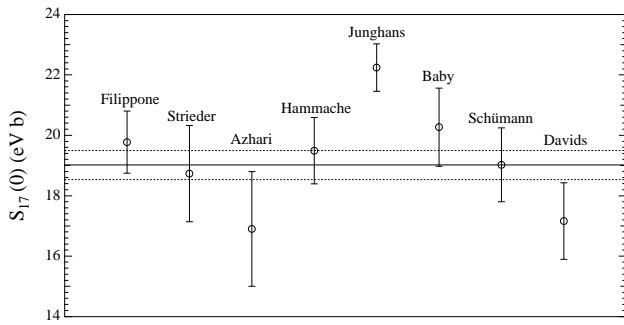 24
Junghans
22
Baby
Filippone
Hammache
Strieder
Schümann
Azhari
Davids
20
18
16
14
S17(0) (eV b)